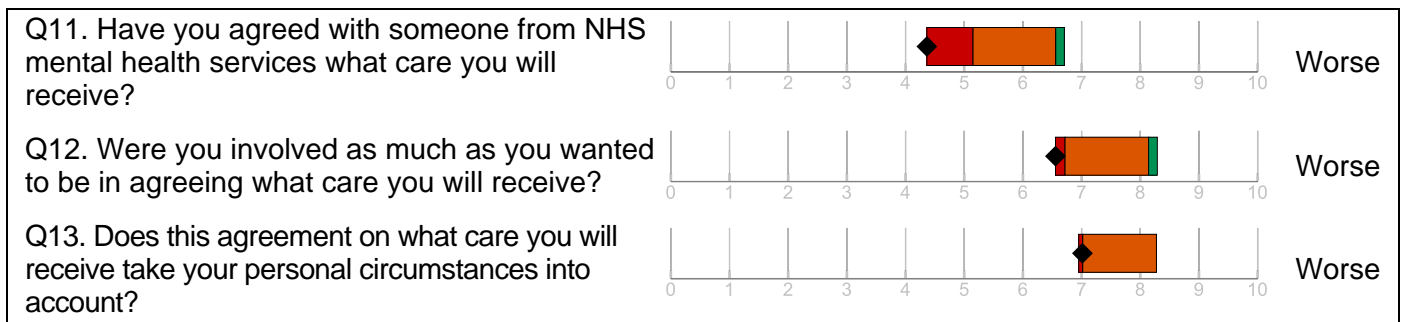 Q11. Have you agreed with someone from NHS
mental health services what care you will
receive?
0 1 2 3 4 5 6 7 8 9 10
Worse
Q12. Were you involved as much as you wanted
to be in agreeing what care you will receive?
0 1 2 3 4 5 6 7 8 9 10
Worse
Q13. Does this agreement on what care you will
receive take your personal circumstances into
account?
0 1 2 3 4 5 6 7 8 9 10
Worse